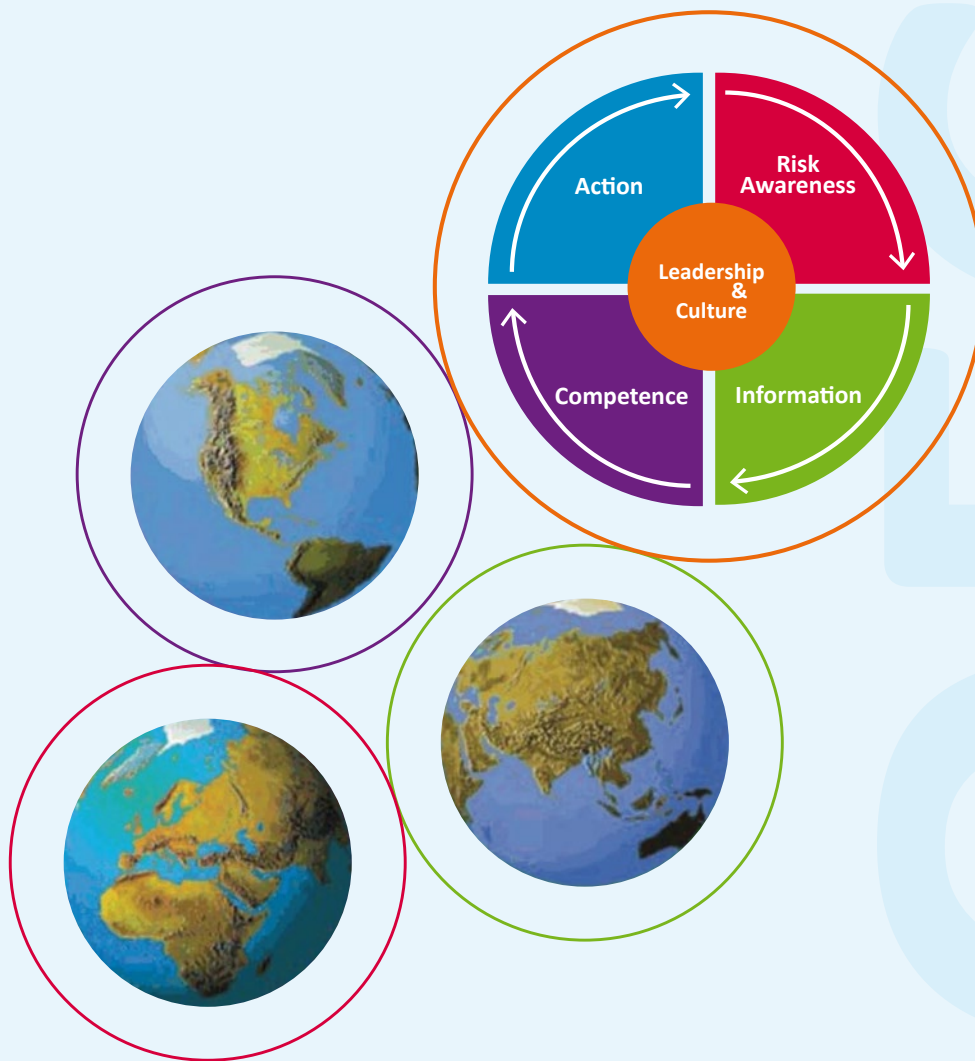 Action
Risk
Awareness
Leadership
&
Culture
Competence
Information